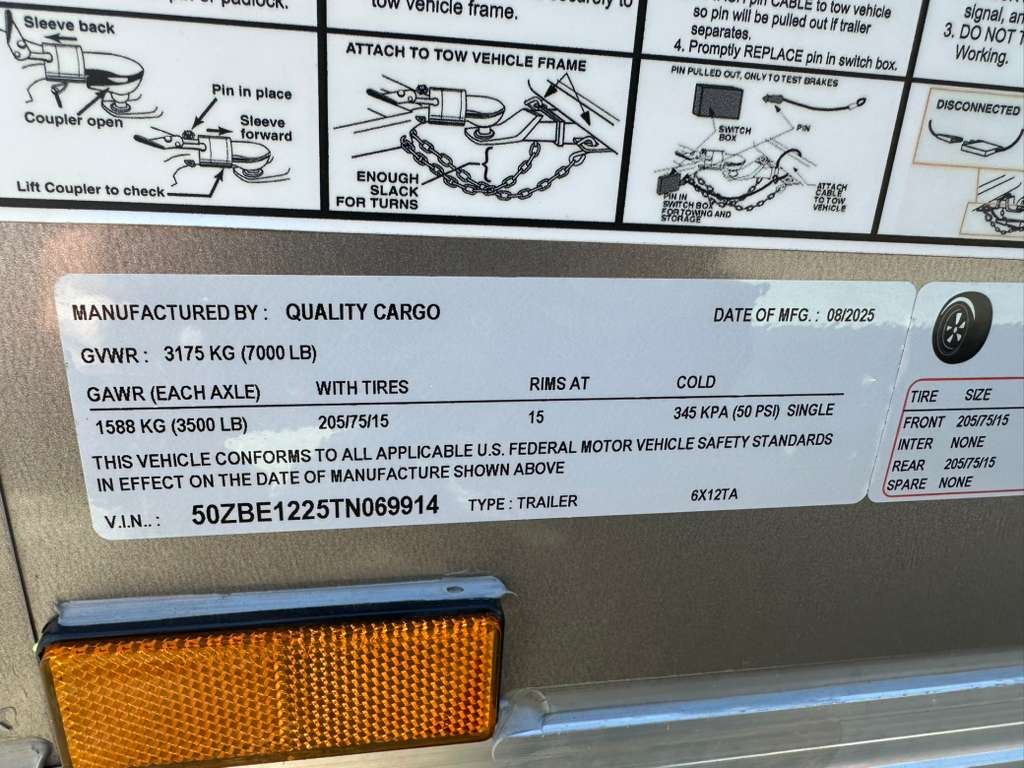 tow vehicle frame.
CABLE to tow vehicle
so pin will be pulled out if trailer
separates.
4. Promptly REPLACE pin in switch box.
signal, an
3. DO NOT
Working.
Sleeve back
Coupler open
Pin in place
Sleeve
forward
Lift Coupler to check
ATTACH TO TOW VEHICLE FRAME
ENOUGH
SLACK
FOR TURNS
PIN PULLED OUT, ONLY TO TEST BRAKES
SWITCH
BOX
PIN
PIN IN
SWITCH BOX
FOR TOWING AND
STORAGE
ATTACH
CABLE
TO TOW
VEHICLE
DISCONNECTED
MANUFACTURED BY : QUALITY CARGO DATE OF MFG. : 08/2025
GVWR : 3175 KG (7000 LB)
GAWR (EACH AXLE) WITH TIRES RIMS AT COLD
1588 KG (3500 LB) 205/75/15 15 345 KPA (50 PSI) SINGLE
THIS VEHICLE CONFORMS TO ALL APPLICABLE U.S. FEDERAL MOTOR VEHICLE SAFETY STANDARDS
IN EFFECT ON THE DATE OF MANUFACTURE SHOWN ABOVE
V.I.N.. : 50ZBE1225TN069914 TYPE : TRAILER 6X12TA
TIRE SIZE
FRONT 205/75/15
INTER NONE
REAR 205/75/15
SPARE NONE